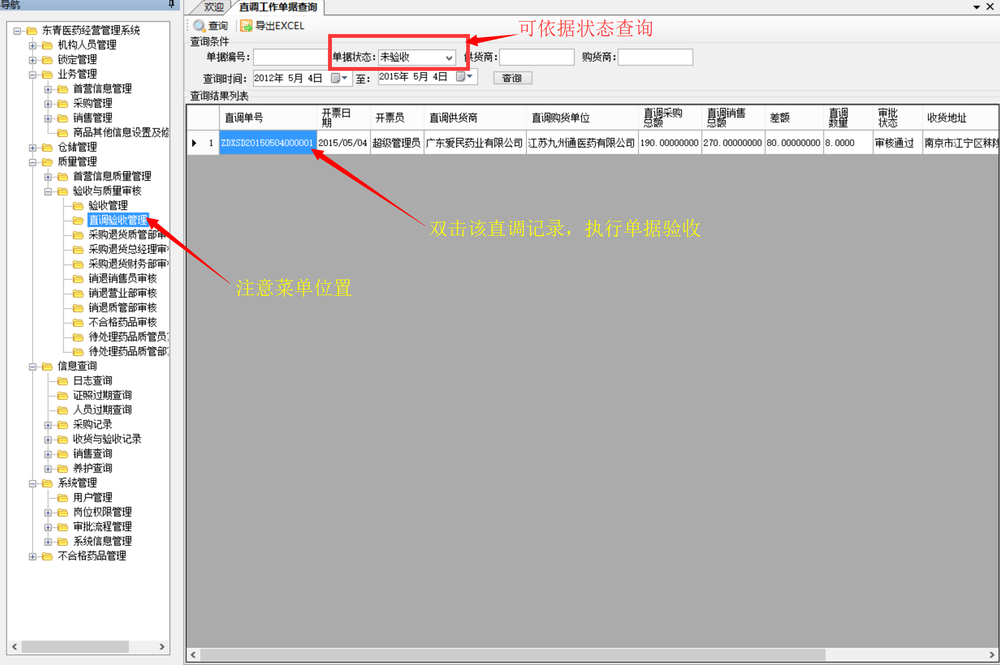 导航
东青医药经营管理系统
机构人员管理
锁定管理
业务管理
首营信息管理
采购管理
销售管理
商品其他信息设置及修
仓储管理
质量管理
首营信息质量管理
验收与质量审核
验收管理
直调验收管理
采购退货质管部审
采购退货总经理审
采购退货财务部审
销退销售员审核
销退营业部审核
销退质管部审核
不合格药品审核
待处理药品质管员
待处理药品质管部
信息查询
日志查询
证照过期查询
人员过期查询
采购记录
收货与验收记录
销售查询
养护查询
系统管理
用户管理
岗位权限管理
审批流程管理
系统信息管理
不合格药品管理
欢迎 直调工作单据查询
查询 导出EXCEL
可依据状态查询
查询条件
单据编号: 单据状态: 未验收 供货商: 购货商:
查询时间: 2012年 5月 4日 至: 2015年 5月 4日 查询
查询结果列表
直调单号 开票日期 开票员 直调供货商 直调购货单位 直调采购总额 直调销售总额 差额 直调数量 审批状态 收货地址
1 ZDXSD20150504000001 2015/05/04 超级管理员 广东爱民药业有限公司 江苏九州通医药有限公司 190.00000000 270.00000000 80.00000000 8.0000 审核通过 南京市江宁区秣陵
双击该直调记录，执行单据验收
注意菜单位置